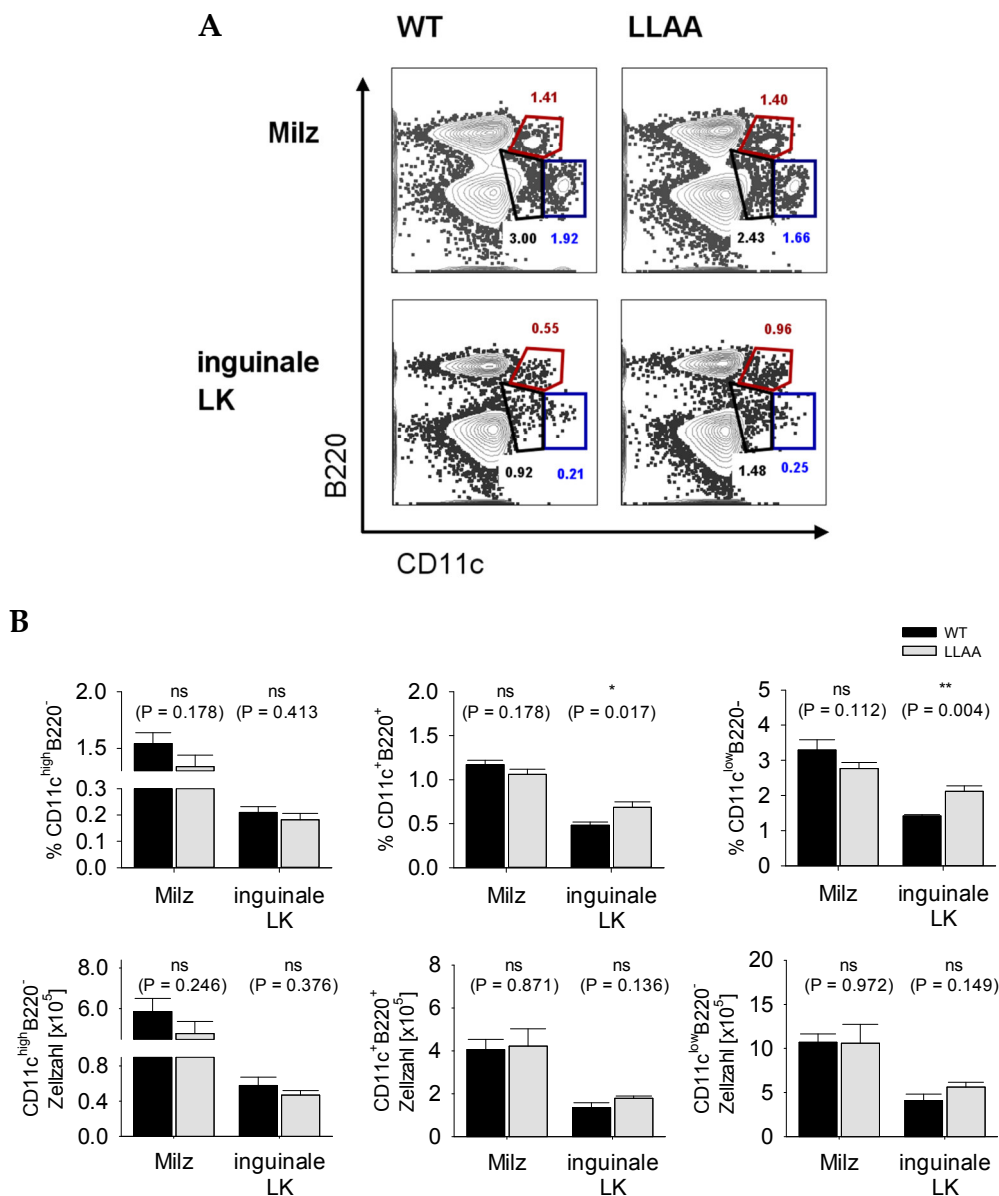 A
WT
LLAA
Milz
1.41
3.00
1.92
1.40
2.43
1.66
inguinale
LK
0.55
0.92
0.21
0.96
1.48
0.25
B220
CD11c
B
WT
LLAA
% CD11c^high B220^-
2.0
1.5
0.3
0.2
0.1
0.0
ns
(P = 0.178)
ns
(P = 0.413
Milz
inguinale
LK
% CD11c^+B220^+
2.0
1.5
1.0
0.5
0.0
ns
(P = 0.178)
*
(P = 0.017)
Milz
inguinale
LK
% CD11c^low B220-
5
4
3
2
1
0
ns
(P = 0.112)
**
(P = 0.004)
Milz
inguinale
LK
CD11c^high B220^-
Zellzahl [x10^5]
8.0
6.0
0.8
0.4
0.0
ns
(P = 0.246)
ns
(P = 0.376)
Milz
inguinale
LK
CD11c^+B220^+
Zellzahl [x10^5]
8
6
4
2
0
ns
(P = 0.871)
ns
(P = 0.136)
Milz
inguinale
LK
CD11c^low B220^-
Zellzahl [x10^5]
20
15
10
5
0
ns
(P = 0.972)
ns
(P = 0.149)
Milz
inguinale
LK